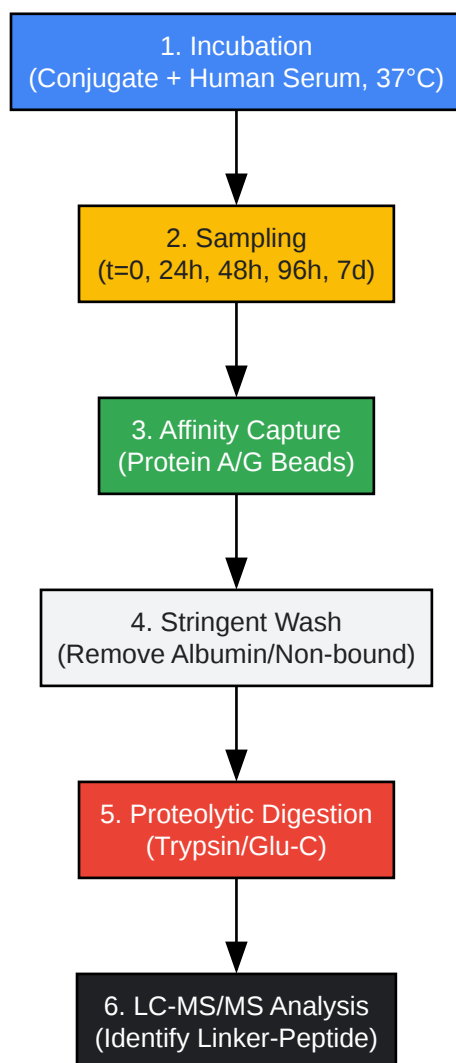 1. Incubation
(Conjugate + Human Serum, 37°C)
2. Sampling
(t=0, 24h, 48h, 96h, 7d)
3. Affinity Capture
(Protein A/G Beads)
4. Stringent Wash
(Remove Albumin/Non-bound)
5. Proteolytic Digestion
(Trypsin/Glu-C)
6. LC-MS/MS Analysis
(Identify Linker-Peptide)